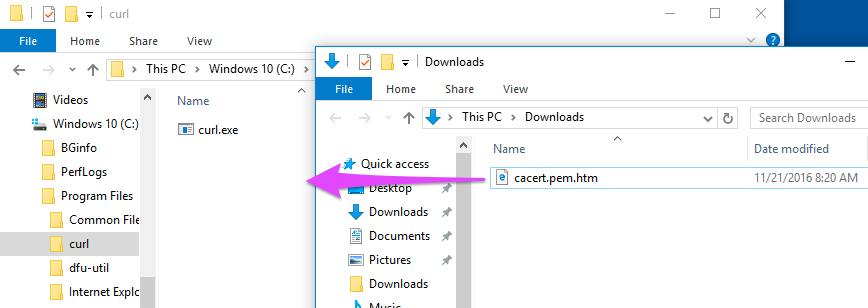 curl
File Home Share View
This PC > Windows 10 (C:) >
Videos
Windows 10 (C:)
BGinfo
PerfLogs
Program Files
Common File
curl
dfu-util
Internet Explo
Name
curl.exe
Downloads
File Home Share View
This PC > Downloads
Search Downloads
Quick access
Desktop
Downloads
Documents
Pictures
Downloads
Music
Name Date modified
cacert.pem.htm 11/21/2016 8:20 AM